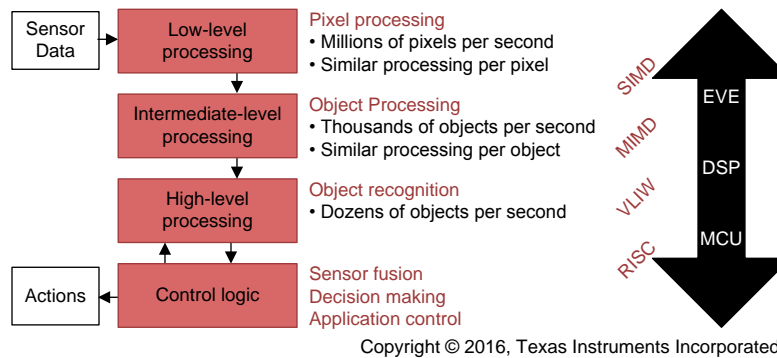 Sensor
Data
Low-level
processing
Pixel processing
• Millions of pixels per second
• Similar processing per pixel
Intermediate-level
processing
Object Processing
• Thousands of objects per second
• Similar processing per object
High-level
processing
Object recognition
• Dozens of objects per second
Actions
Control logic
Sensor fusion
Decision making
Application control
SIMD
MIMD
VLIW
RISC
EVE
DSP
MCU
Copyright © 2016, Texas Instruments Incorporated